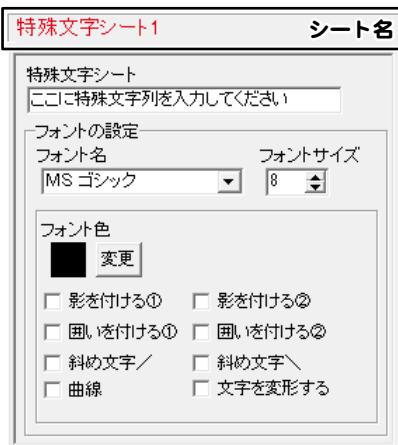 特殊文字シート1 シート名
特殊文字シート
ここに特殊文字列を入力してください
フォントの設定
フォント名 フォントサイズ
MS ゴシック 8
フォント色
変更
影を付ける① 影を付ける②
囲いを付ける① 囲いを付ける②
斜め文字／ 斜め文字＼
曲線 文字を変形する